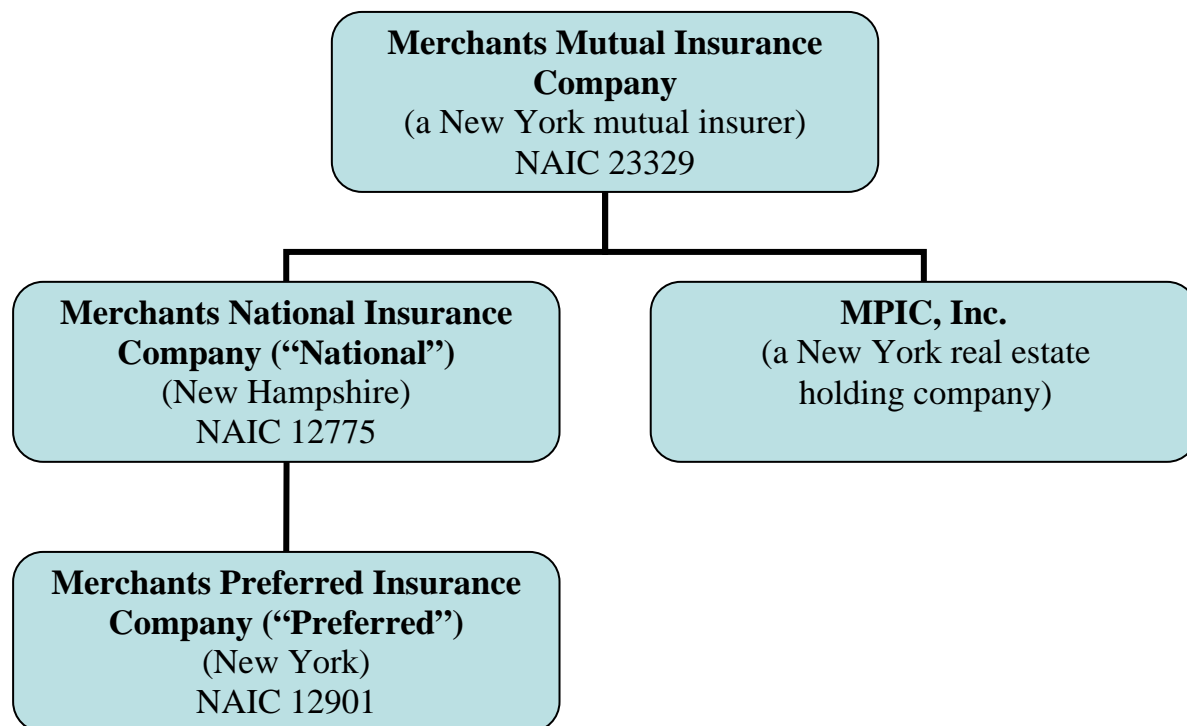 Merchants Mutual Insurance
Company
(a New York mutual insurer)
NAIC 23329
Merchants National Insurance
Company (“National”)
(New Hampshire)
NAIC 12775
MPIC, Inc.
(a New York real estate
holding company)
Merchants Preferred Insurance
Company (“Preferred”)
(New York)
NAIC 12901